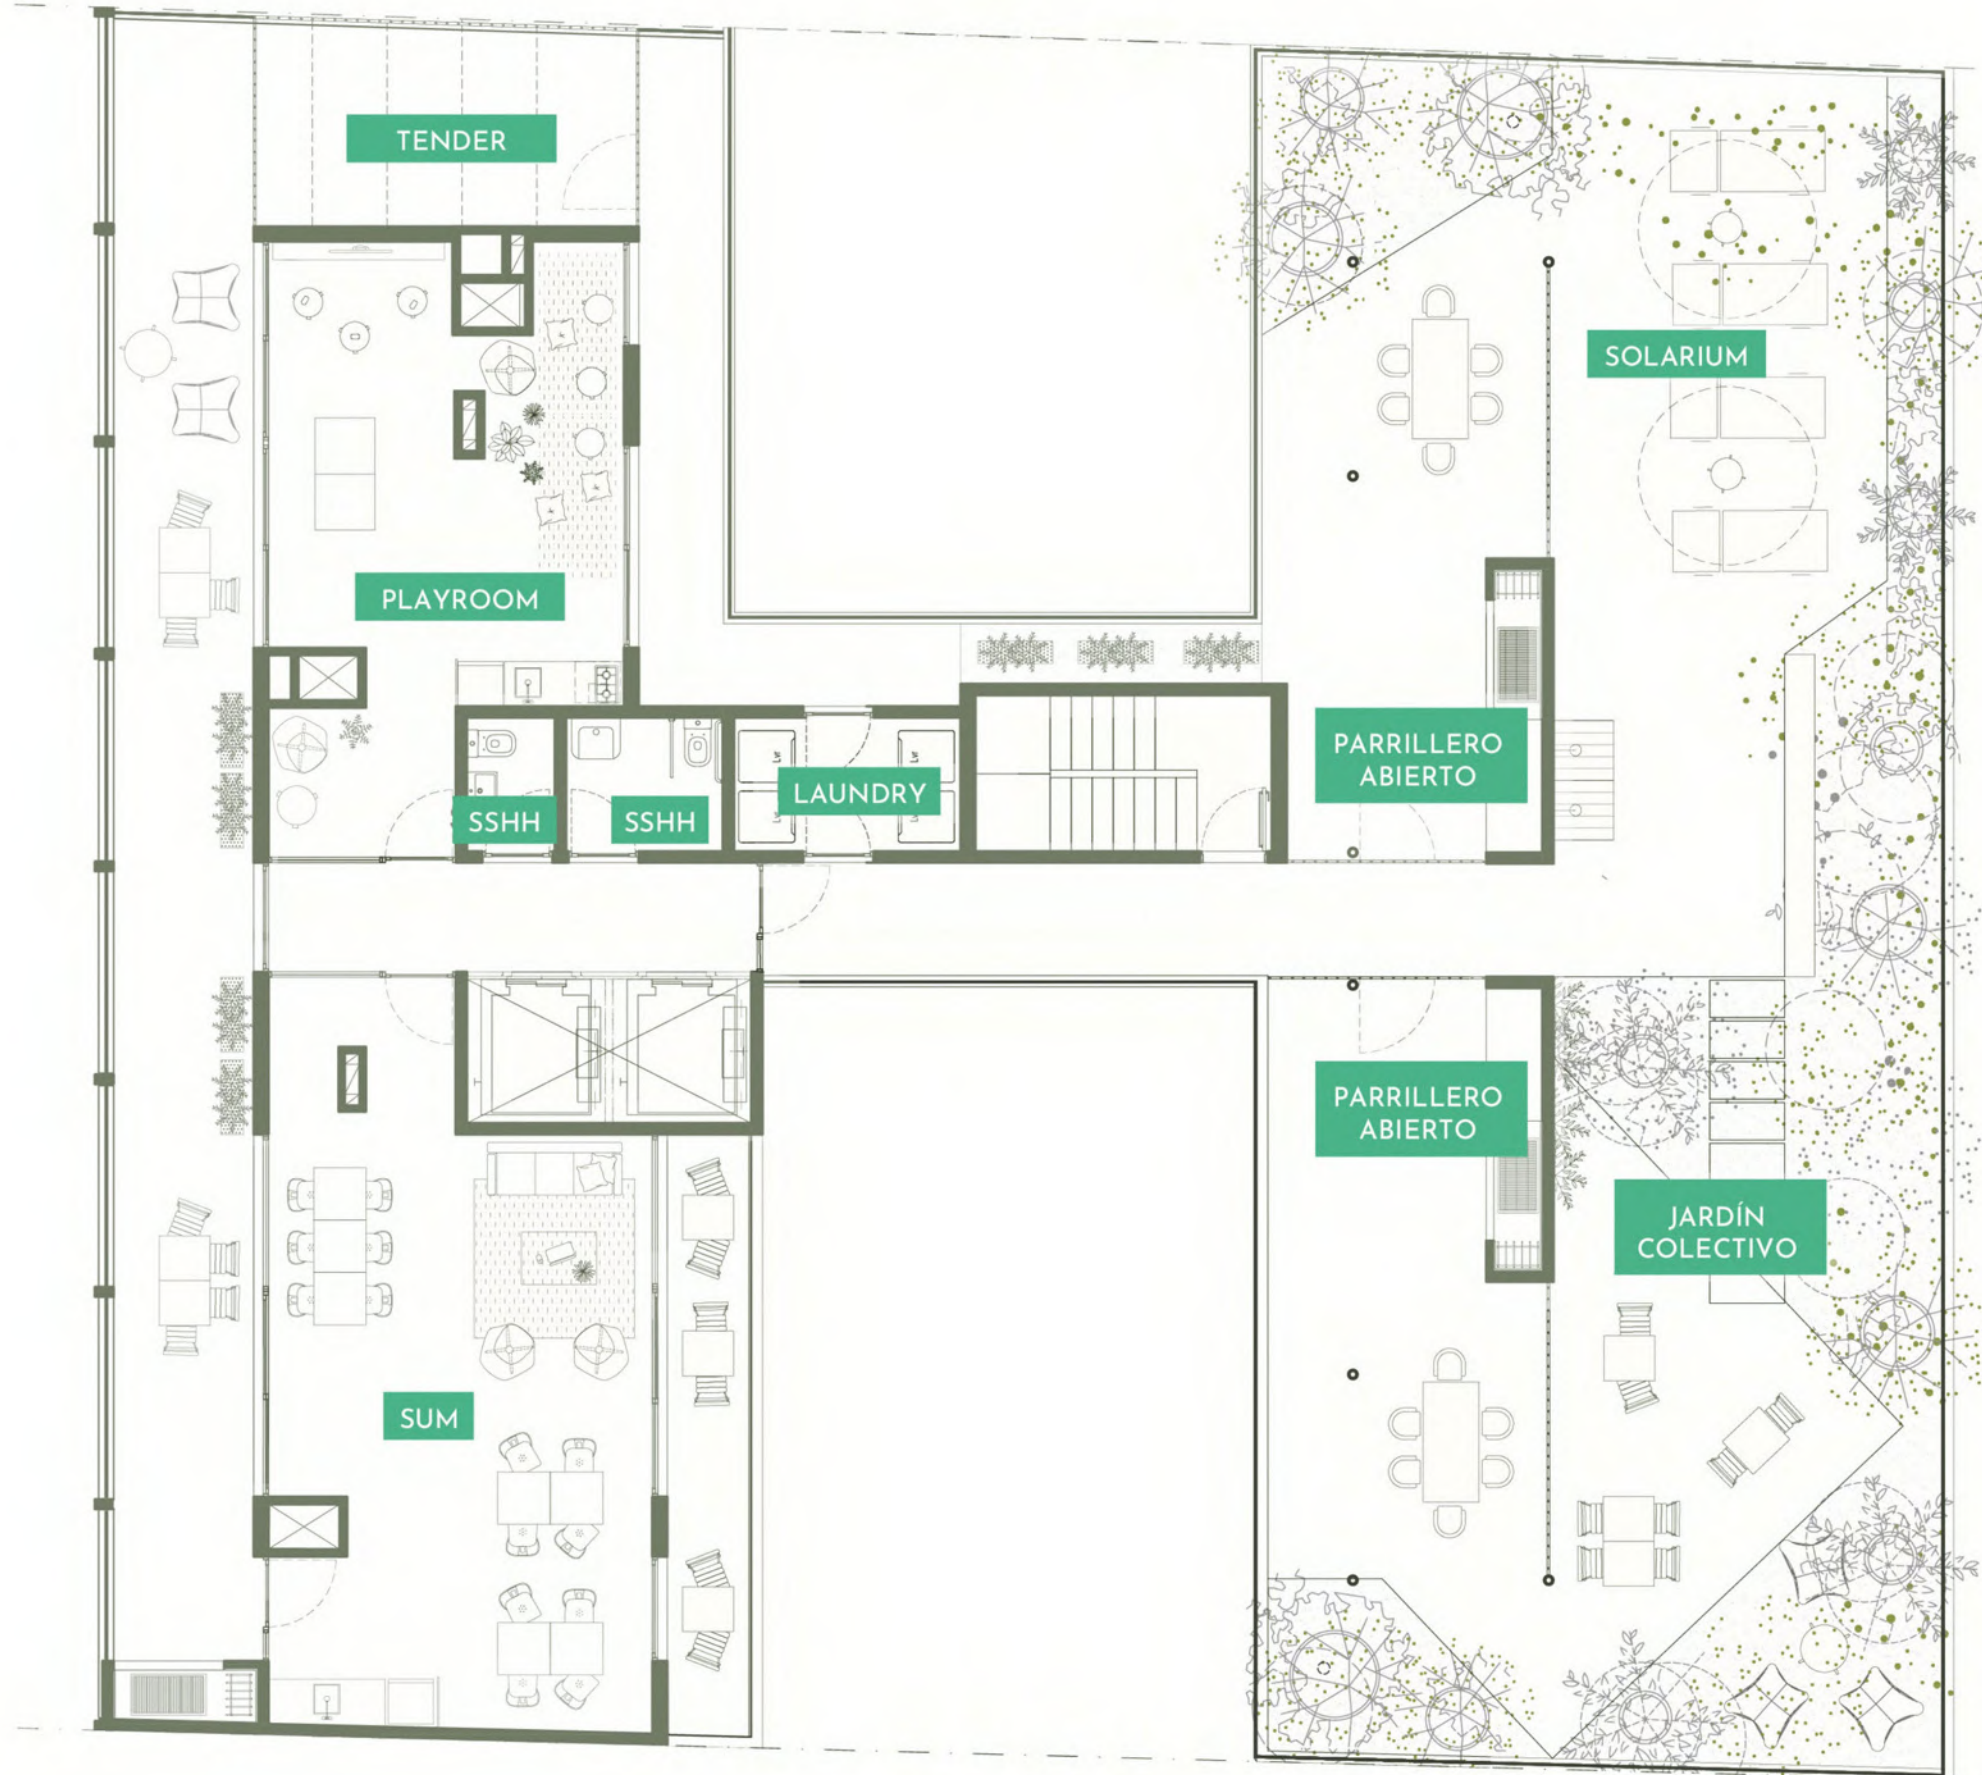 TENDER
SOLARIUM
PLAYROOM
PARRILLERO
ABIERTO
LAUNDRY
SSHH
SSHH
PARRILLERO
ABIERTO
JARDÍN
COLECTIVO
SUM